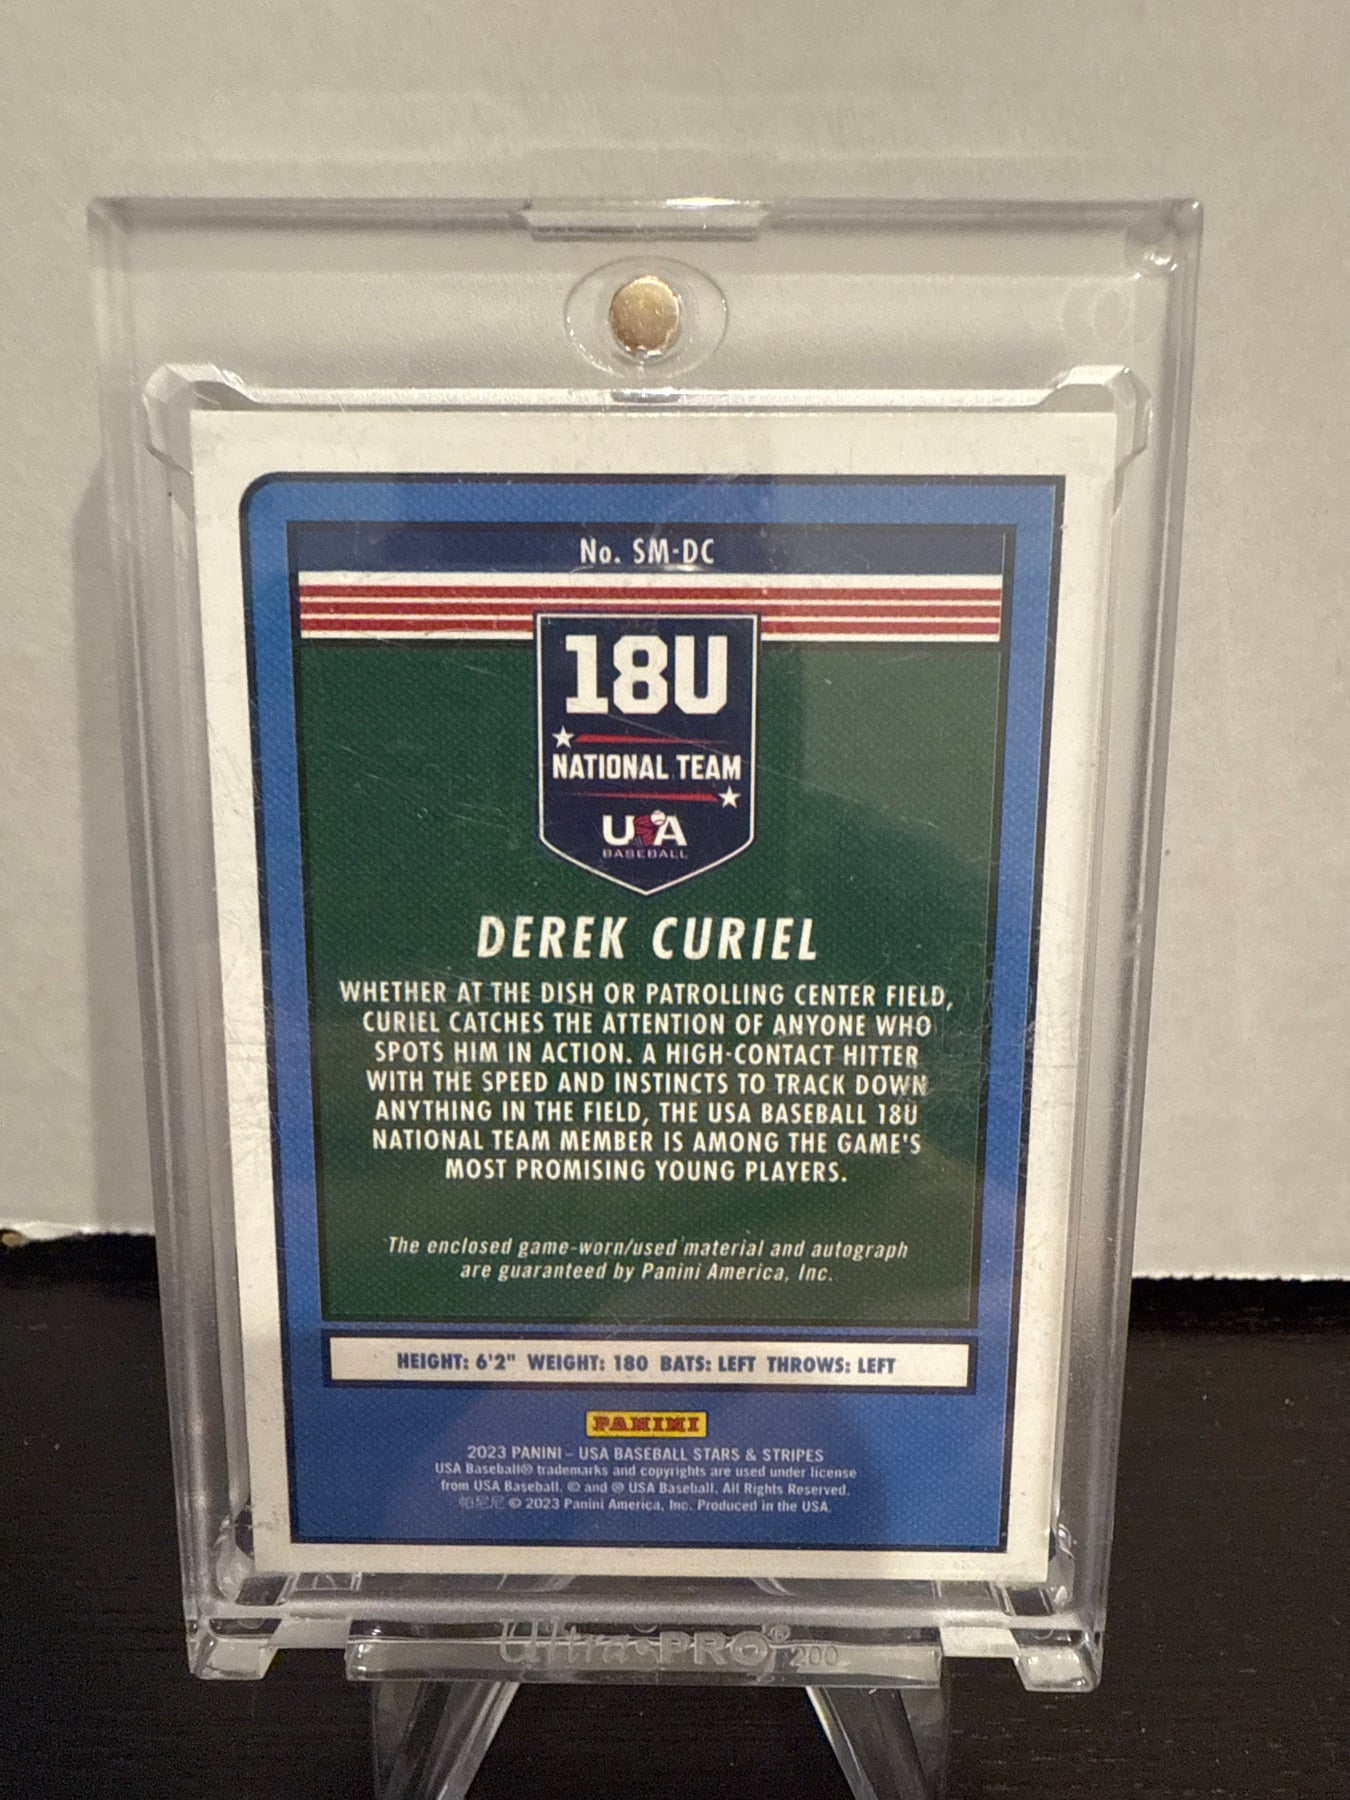 No. SM-DC
18U
NATIONAL TEAM
USA
BASEBALL
DEREK CURIEL
WHETHER AT THE DISH OR PATROLLING CENTER FIELD,
CURIEL CATCHES THE ATTENTION OF ANYONE WHO
SPOTS HIM IN ACTION. A HIGH-CONTACT HITTER
WITH THE SPEED AND INSTINCTS TO TRACK DOWN
ANYTHING IN THE FIELD, THE USA BASEBALL 18U
NATIONAL TEAM MEMBER IS AMONG THE GAME'S
MOST PROMISING YOUNG PLAYERS.
The enclosed game-worn/used material and autograph
are guaranteed by Panini America, Inc.
HEIGHT: 6'2" WEIGHT: 180 BATS: LEFT THROWS: LEFT
PANINI
2023 PANINI – USA BASEBALL STARS & STRIPES
USA Baseball® trademarks and copyrights are used under license
from USA Baseball. © and ® USA Baseball. All Rights Reserved.
帕尼尼 © 2023 Panini America, Inc. Produced in the USA.
Ultra·PRO® 200